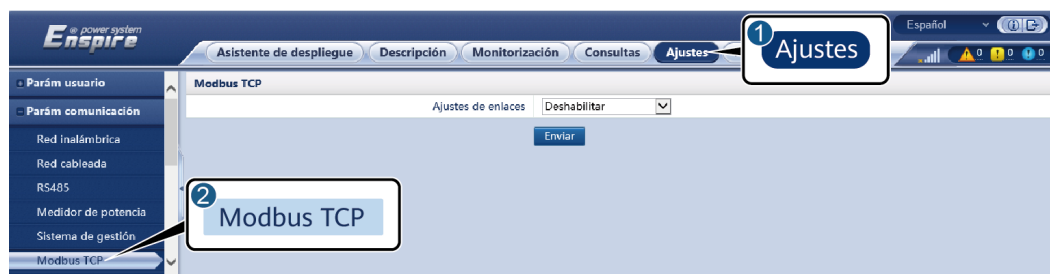 e power system
Enspire
Español
Asistente de despliegue
Descripción
Monitorización
Consultas
Ajustes
1
Ajustes
0
0
0
Parám usuario
Parám comunicación
Red inalámbrica
Red cableada
RS485
Medidor de potencia
Sistema de gestión
Modbus TCP
Modbus TCP
Ajustes de enlaces
Deshabilitar
Enviar
2
Modbus TCP